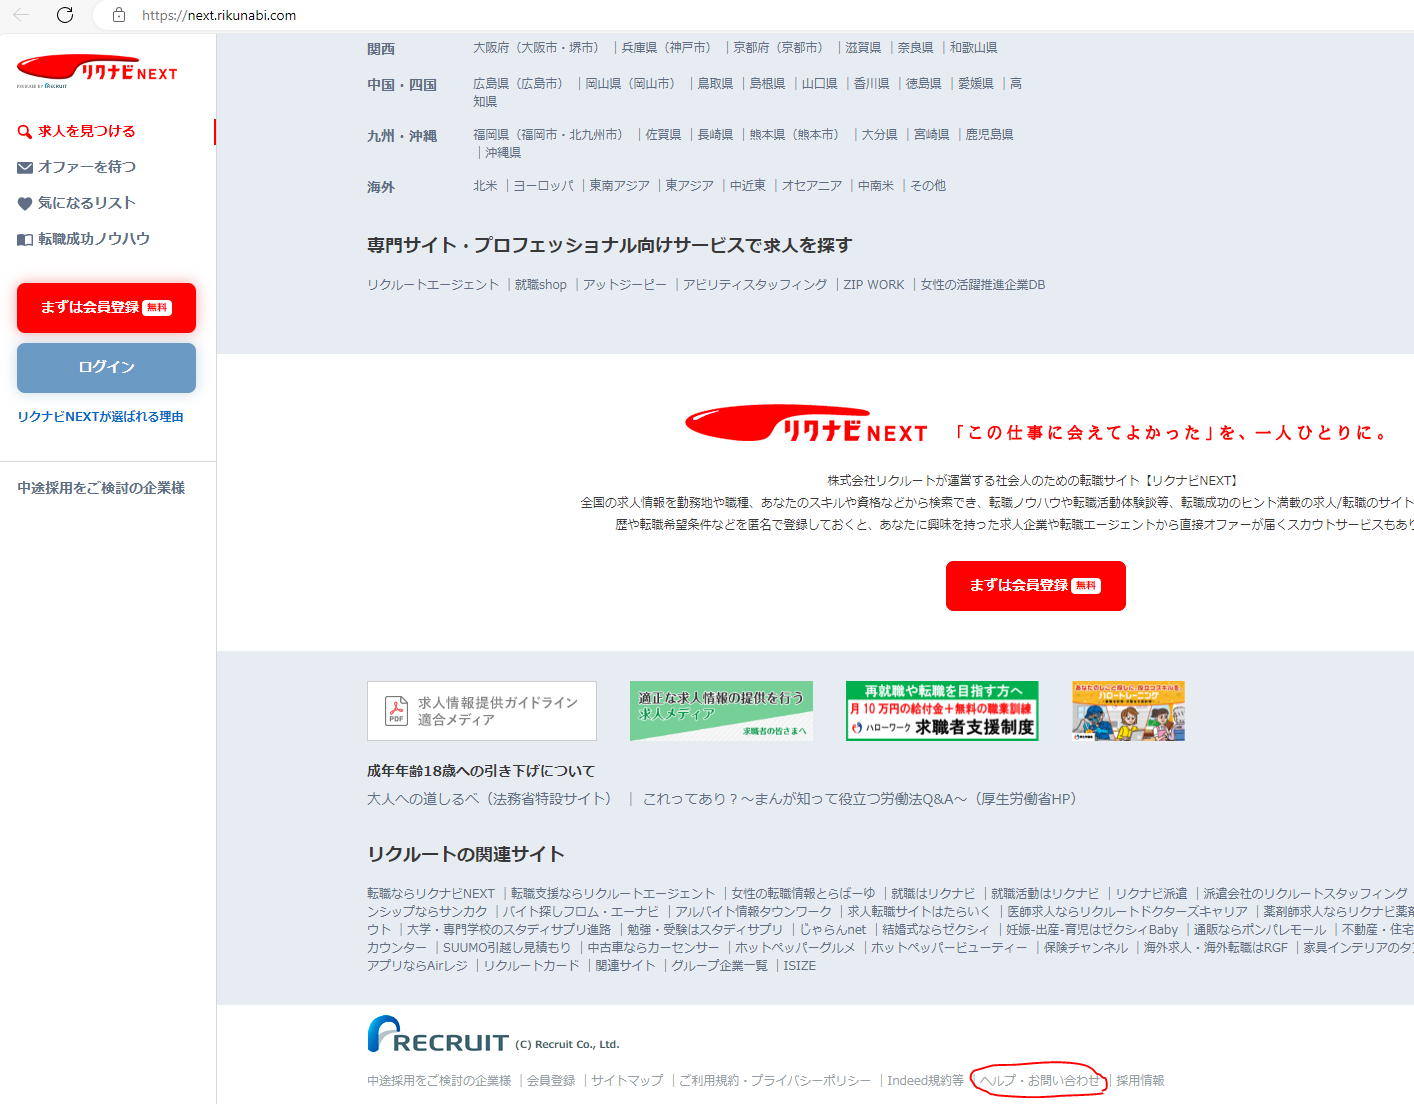 https://next.rikunabi.com
リクナビNEXT
PRODUCED BY RECRUIT
求人を見つける
オファーを待つ
気になるリスト
転職成功ノウハウ
まずは会員登録 無料
ログイン
リクナビNEXTが選ばれる理由
中途採用をご検討の企業様
関西 大阪府（大阪市・堺市）｜兵庫県（神戸市）｜京都府（京都市）｜滋賀県｜奈良県｜和歌山県
中国・四国 広島県（広島市）｜岡山県（岡山市）｜鳥取県｜島根県｜山口県｜香川県｜徳島県｜愛媛県｜高
知県
九州・沖縄 福岡県（福岡市・北九州市）｜佐賀県｜長崎県｜熊本県（熊本市）｜大分県｜宮崎県｜鹿児島県
｜沖縄県
海外 北米｜ヨーロッパ｜東南アジア｜東アジア｜中近東｜オセアニア｜中南米｜その他
専門サイト・プロフェッショナル向けサービスで求人を探す
リクルートエージェント｜就職shop｜アットジーピー｜アビリティスタッフィング｜ZIP WORK｜女性の活躍推進企業DB
リクナビNEXT 「この仕事に会えてよかった」を、一人ひとりに。
株式会社リクルートが運営する社会人のための転職サイト【リクナビNEXT】
全国の求人情報を勤務地や職種、あなたのスキルや資格などから検索でき、転職ノウハウや転職活動体験談等、転職成功のヒント満載の求人/転職のサイト
歴や転職希望条件などを匿名で登録しておくと、あなたに興味を持った求人企業や転職エージェントから直接オファーが届くスカウトサービスもあり
まずは会員登録 無料
PDF
求人情報提供ガイドライン
適合メディア
適正な求人情報の提供を行う
求人メディア
求職者の皆さまへ
再就職や転職を目指す方へ
月10万円の給付金＋無料の職業訓練
ハローワーク 求職者支援制度
あなたのしごと探しに、役立つスキルを
ハロートレーニング
成年年齢18歳への引き下げについて
大人への道しるべ（法務省特設サイト）｜これってあり？～まんが知って役立つ労働法Q&A～（厚生労働省HP）
リクルートの関連サイト
転職ならリクナビNEXT｜転職支援ならリクルートエージェント｜女性の転職情報とらばーゆ｜就職はリクナビ｜就職活動はリクナビ｜リクナビ派遣｜派遣会社のリクルートスタッフィング
ンシップならサンカク｜バイト探しフロム・エーナビ｜アルバイト情報タウンワーク｜求人転職サイトはたらいく｜医師求人ならリクルートドクターズキャリア｜薬剤師求人ならリクナビ薬剤
ウト｜大学・専門学校のスタディサプリ進路｜勉強・受験はスタディサプリ｜じゃらんnet｜結婚式ならゼクシィ｜妊娠-出産-育児はゼクシィBaby｜通販ならポンパレモール｜不動産・住宅
カウンター｜SUUMO引越し見積もり｜中古車ならカーセンサー｜ホットペッパーグルメ｜ホットペッパービューティー｜保険チャンネル｜海外求人・海外転職はRGF｜家具インテリアのタ
アプリならAirレジ｜リクルートカード｜関連サイト｜グループ企業一覧｜ISIZE
RECRUIT (C) Recruit Co., Ltd.
中途採用をご検討の企業様｜会員登録｜サイトマップ｜ご利用規約・プライバシーポリシー｜Indeed規約等｜ヘルプ・お問い合わせ｜採用情報